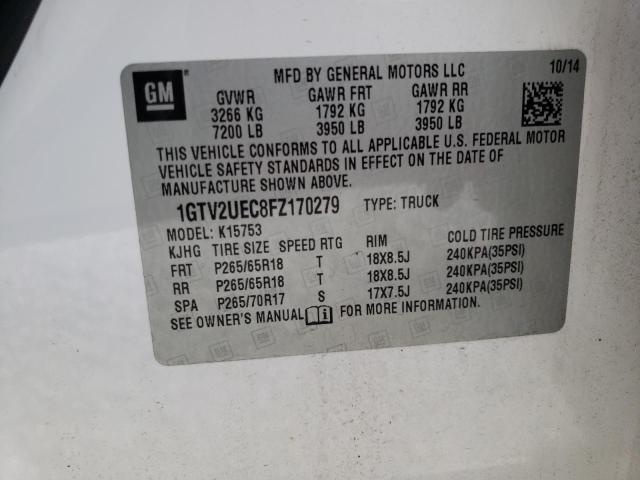 GM
MFD BY GENERAL MOTORS LLC 10/14
GVWR GAWR FRT GAWR RR
3266 KG 1792 KG 1792 KG
7200 LB 3950 LB 3950 LB
THIS VEHICLE CONFORMS TO ALL APPLICABLE U.S. FEDERAL MOTOR
VEHICLE SAFETY STANDARDS IN EFFECT ON THE DATE OF
MANUFACTURE SHOWN ABOVE.
1GTV2UEC8FZ170279 TYPE: TRUCK
MODEL: K15753
KJHG TIRE SIZE SPEED RTG RIM COLD TIRE PRESSURE
FRT P265/65R18 T 18X8.5J 240KPA(35PSI)
RR P265/65R18 T 18X8.5J 240KPA(35PSI)
SPA P265/70R17 S 17X7.5J 240KPA(35PSI)
SEE OWNER'S MANUAL i FOR MORE INFORMATION.